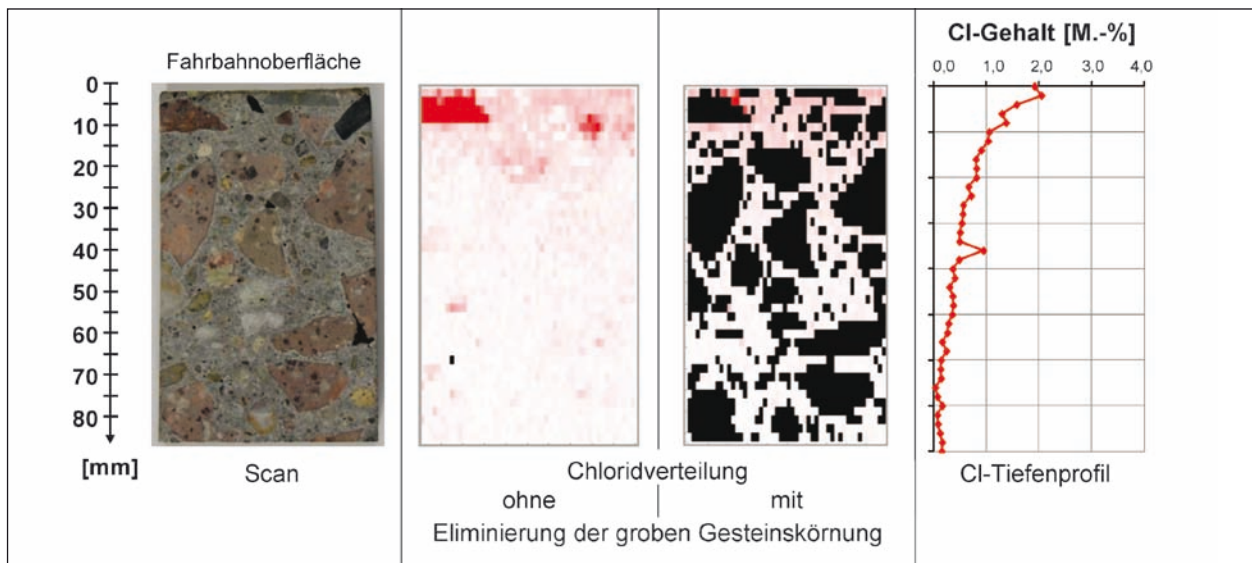 Fahrbahnoberfläche
0
10
20
30
40
50
60
70
80
[mm]
Scan
Chloridverteilung
ohne
mit
Eliminierung der groben Gesteinskörnung
Cl-Gehalt [M.-%]
0,0 1,0 2,0 3,0 4,0
Cl-Tiefenprofil